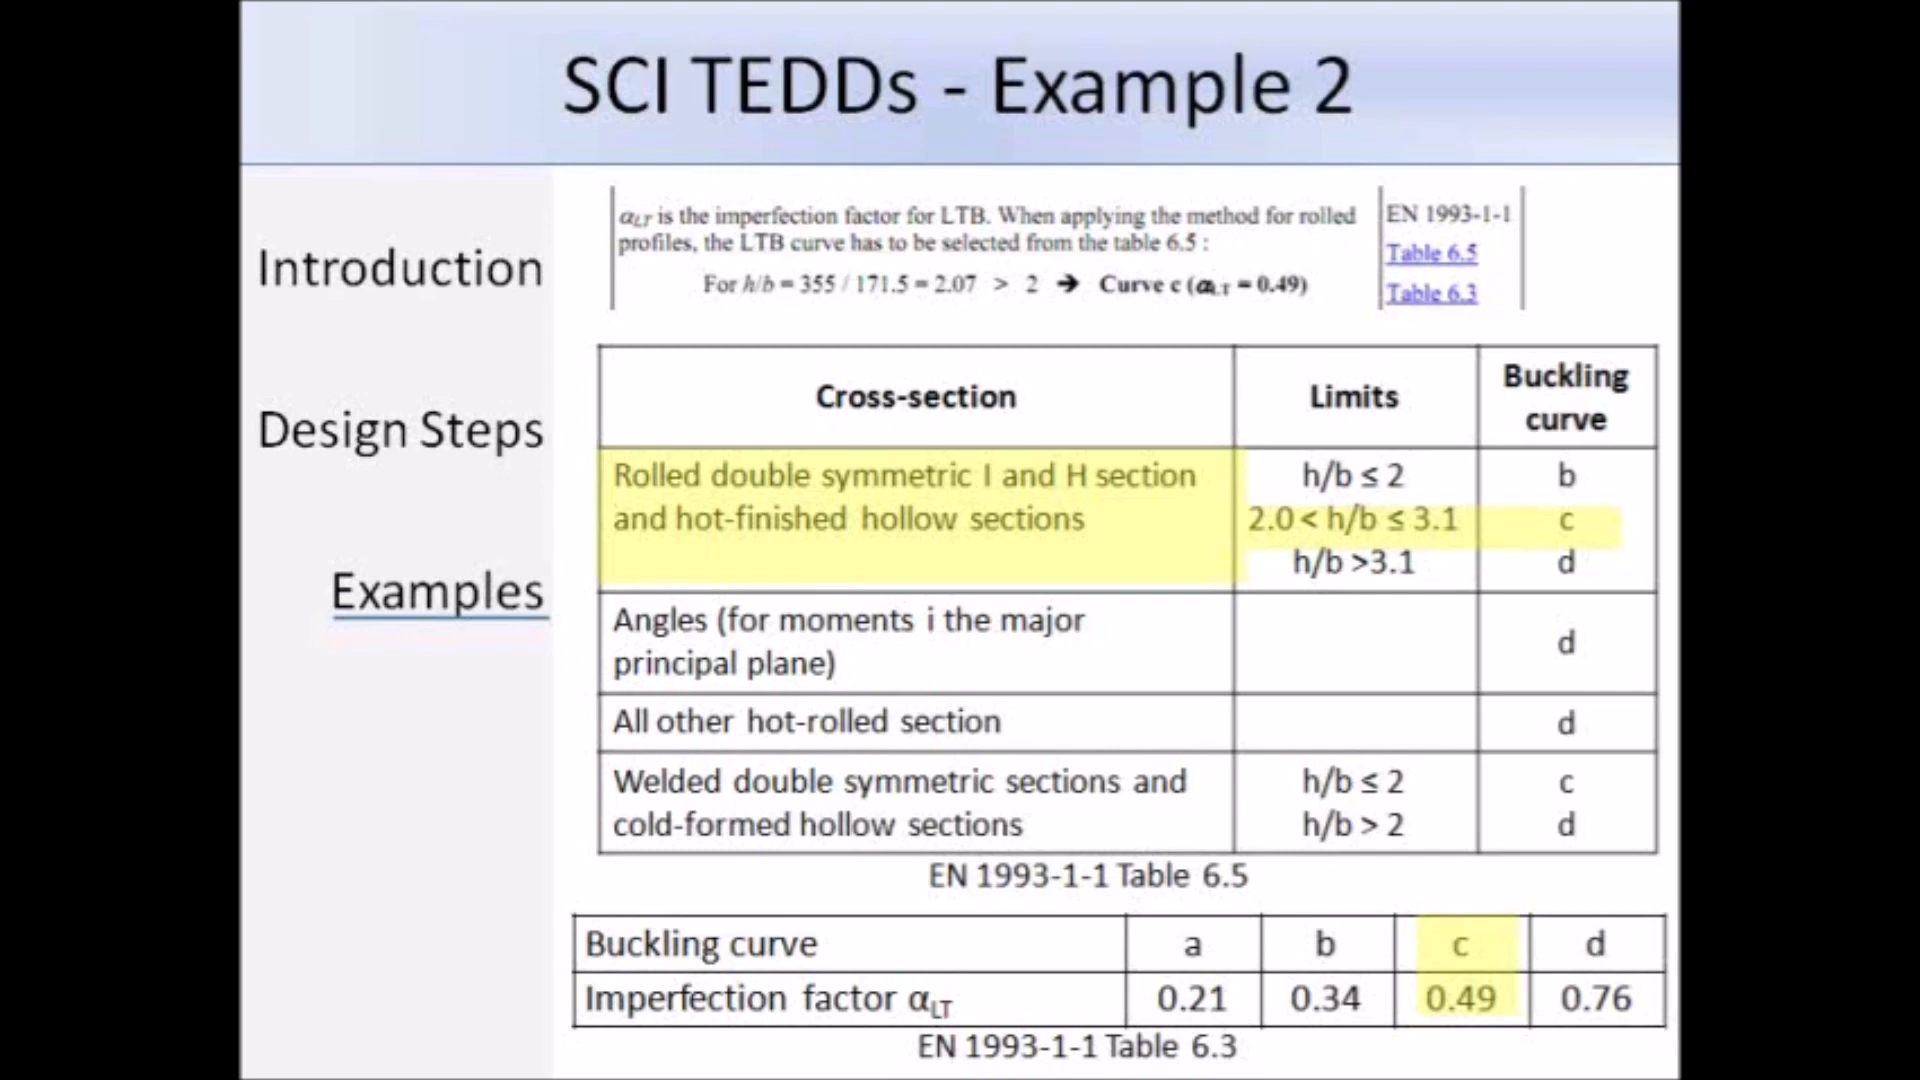 SCI TEDDs - Example 2
Introduction
Design Steps
Examples
αLT is the imperfection factor for LTB. When applying the method for rolled
profiles, the LTB curve has to be selected from the table 6.5 :
For h/b = 355 / 171.5 = 2.07 > 2 ➔ Curve c (αLT = 0.49)
EN 1993-1-1
Table 6.5
Table 6.3
Cross-section Limits Buckling curve
Rolled double symmetric I and H section h/b ≤ 2 b
and hot-finished hollow sections 2.0 < h/b ≤ 3.1 c
h/b >3.1 d
Angles (for moments i the major
principal plane) d
All other hot-rolled section d
Welded double symmetric sections and h/b ≤ 2 c
cold-formed hollow sections h/b > 2 d
EN 1993-1-1 Table 6.5
Buckling curve a b c d
Imperfection factor αLT 0.21 0.34 0.49 0.76
EN 1993-1-1 Table 6.3